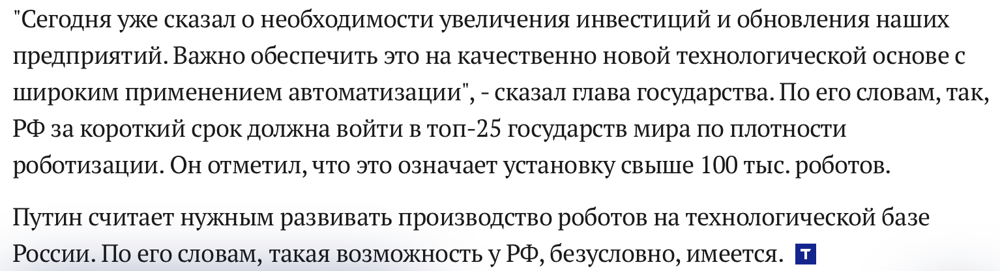 "Сегодня уже сказал о необходимости увеличения инвестиций и обновления наших
предприятий. Важно обеспечить это на качественно новой технологической основе с
широким применением автоматизации", - сказал глава государства. По его словам, так,
РФ за короткий срок должна войти в топ-25 государств мира по плотности
роботизации. Он отметил, что это означает установку свыше 100 тыс. роботов.
Путин считает нужным развивать производство роботов на технологической базе
России. По его словам, такая возможность у РФ, безусловно, имеется. Т